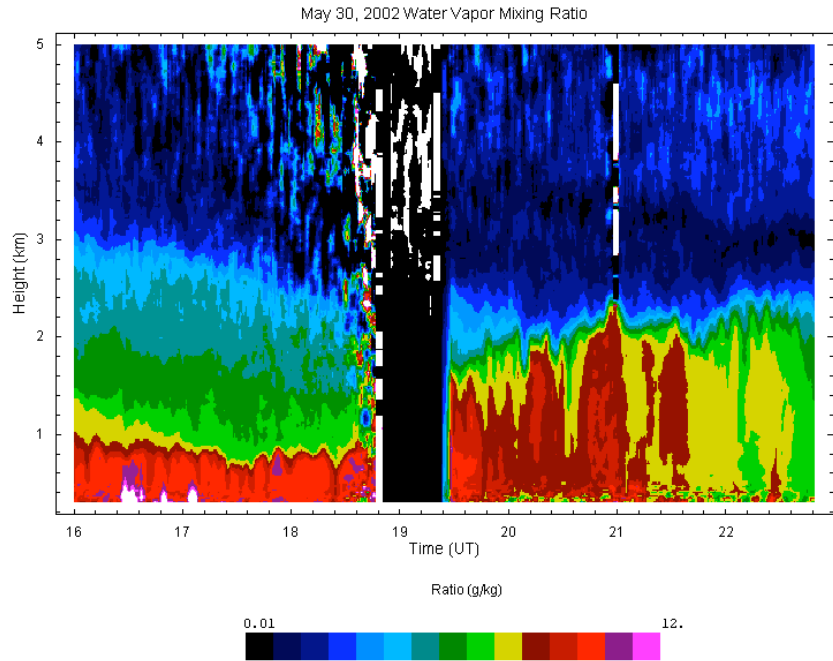 May 30, 2002 Water Vapor Mixing Ratio
5
4
3
2
1
Height (km)
16 17 18 19 20 21 22
Time (UT)
Ratio (g/kg)
0.01 12.